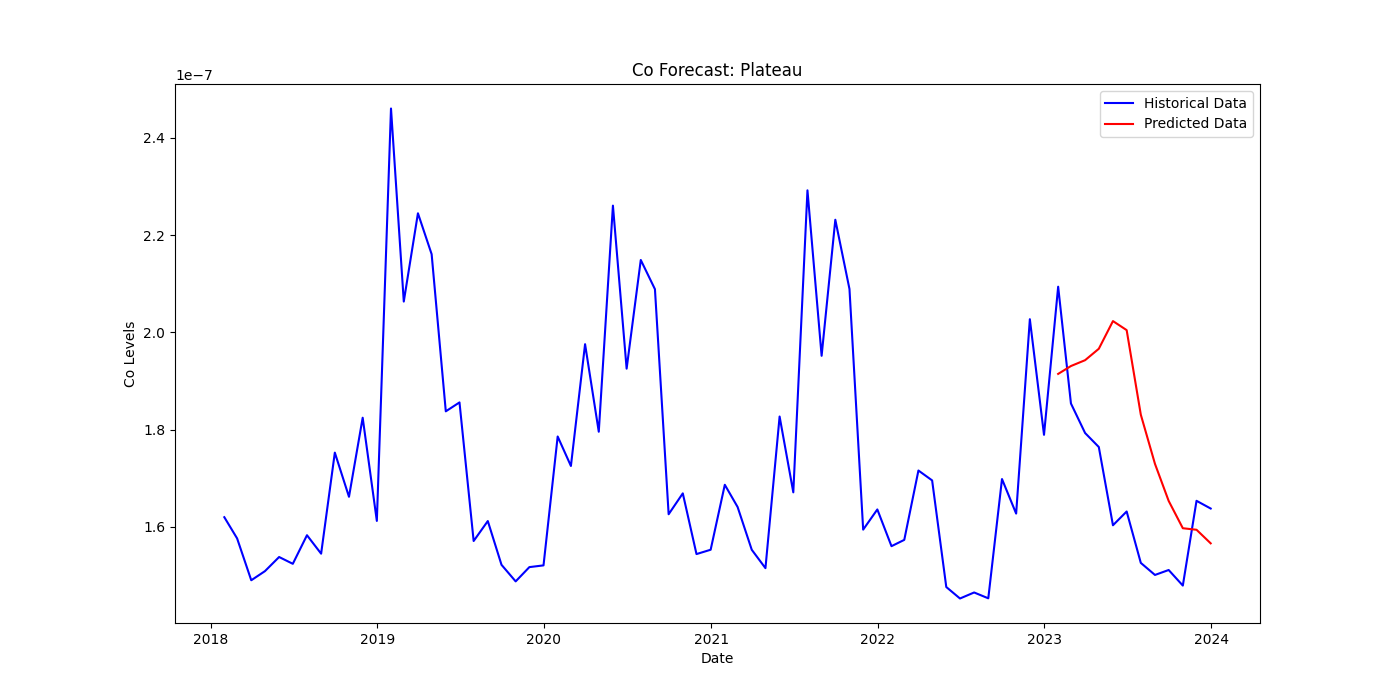 Co Forecast: Plateau
1e−7
Historical Data
Predicted Data
2.4
2.2
2.0
1.8
1.6
Co Levels
2018 2019 2020 2021 2022 2023 2024
Date